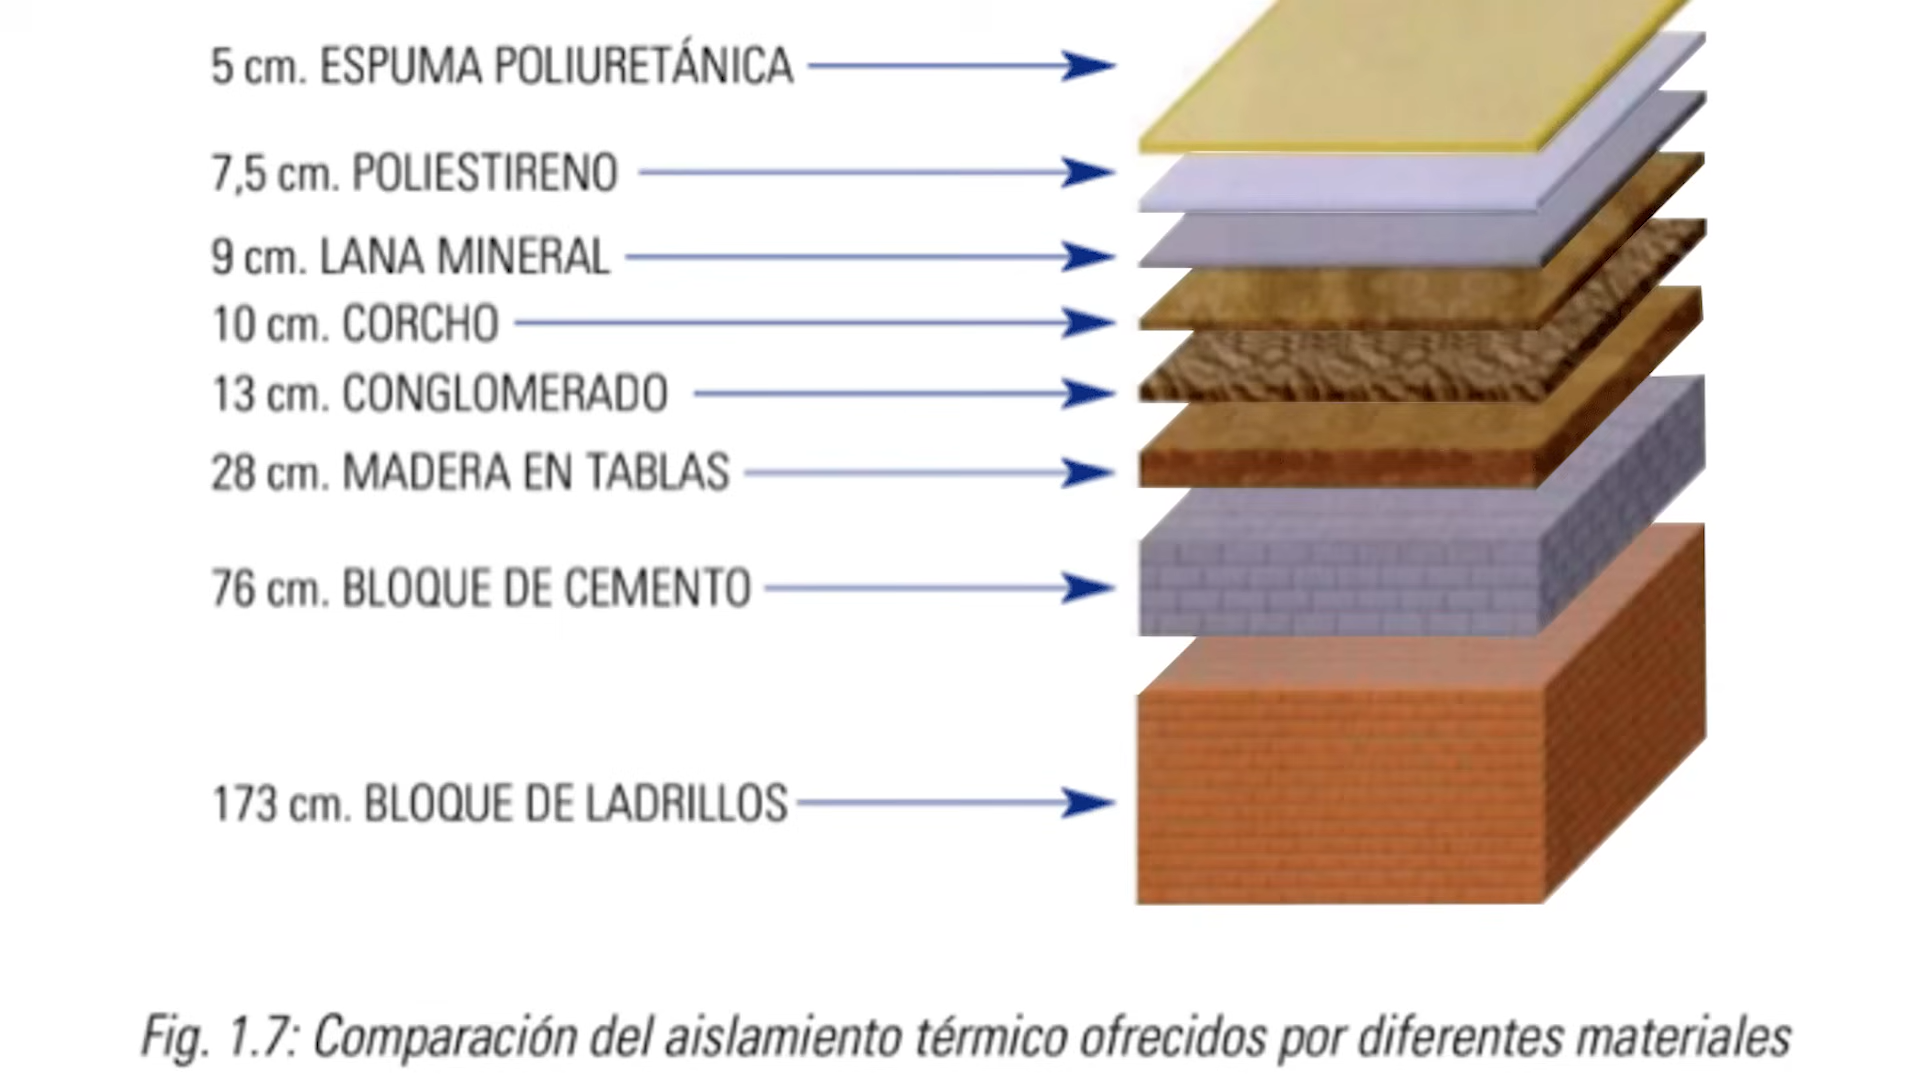 5 cm. ESPUMA POLIURETÁNICA
7,5 cm. POLIESTIRENO
9 cm. LANA MINERAL
10 cm. CORCHO
13 cm. CONGLOMERADO
28 cm. MADERA EN TABLAS
76 cm. BLOQUE DE CEMENTO
173 cm. BLOQUE DE LADRILLOS
Fig. 1.7: Comparación del aislamiento térmico ofrecidos por diferentes materiales